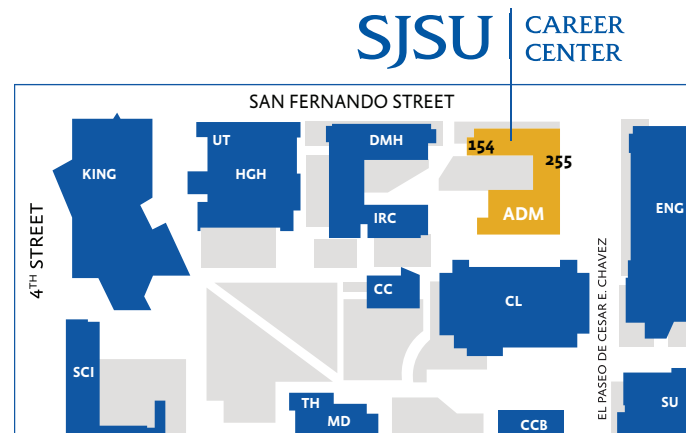 SJSU
CAREER
CENTER
SAN FERNANDO STREET
UT
DMH
154
255
KING
HGH
ENG
IRC
ADM
4TH STREET
EL PASEO DE CESAR E. CHAVEZ
CC
CL
SCI
TH
SU
MD
CCB